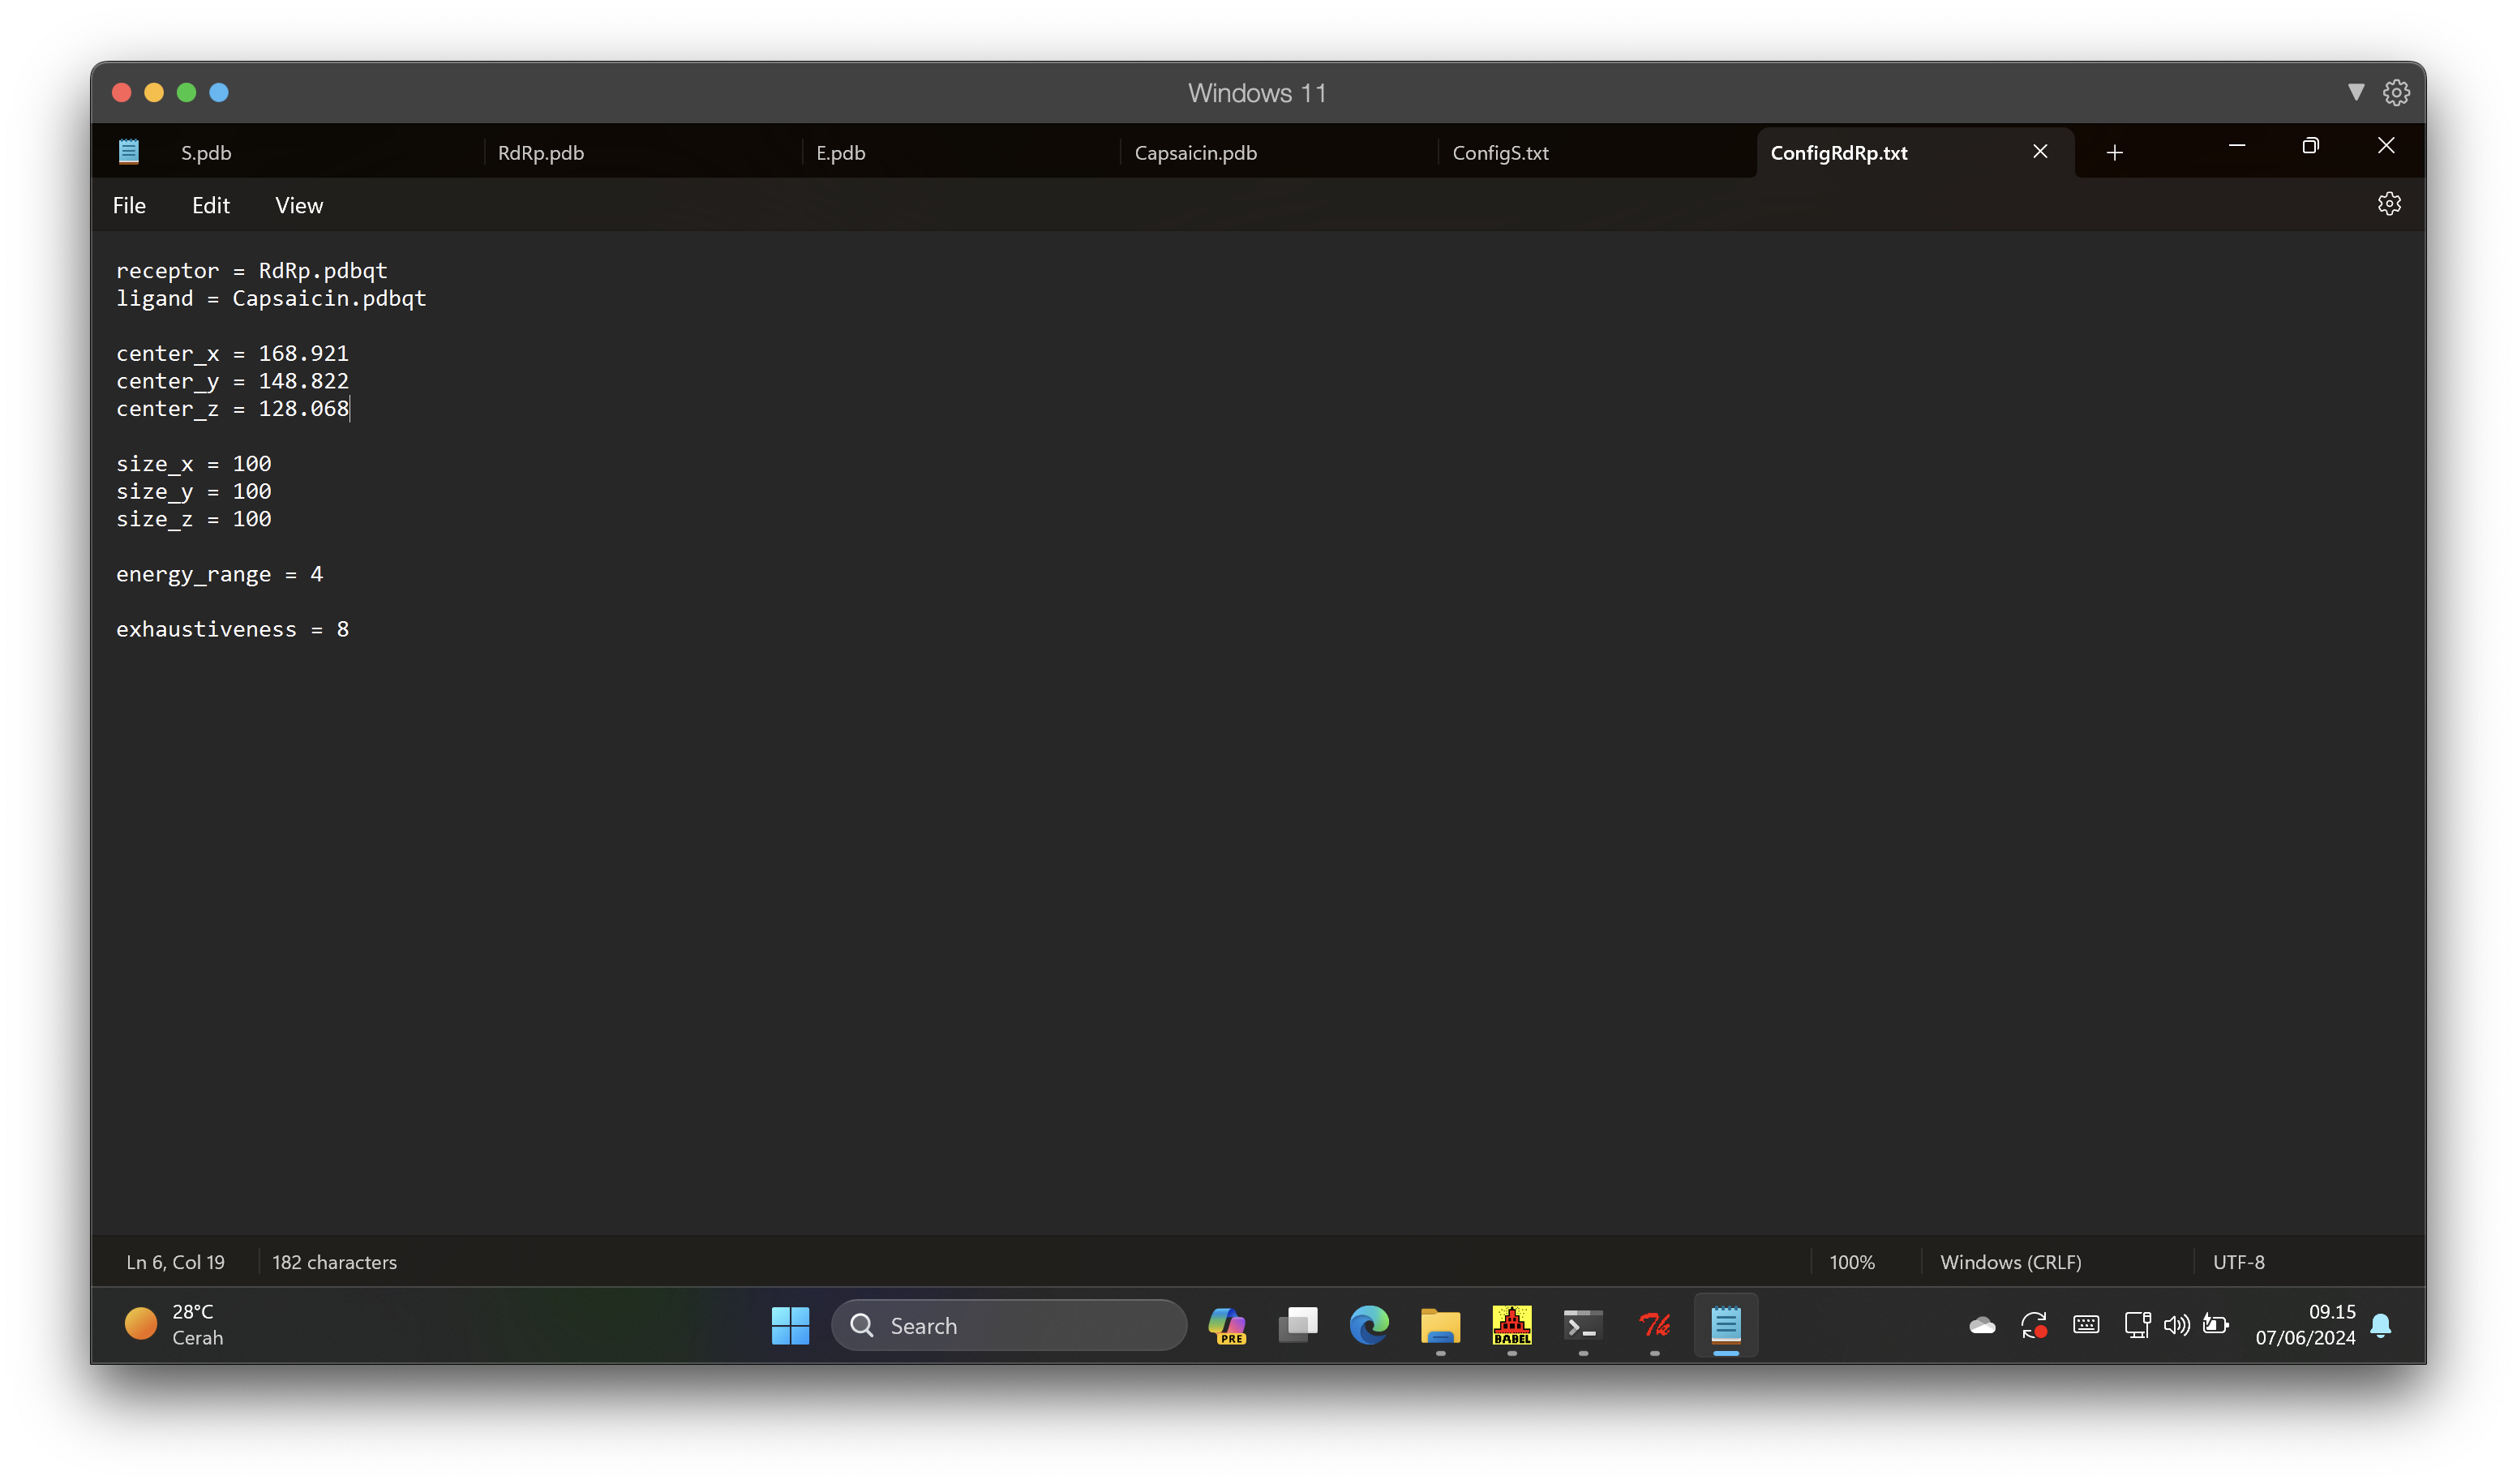 Windows 11
S.pdb
RdRp.pdb
E.pdb
Capsaicin.pdb
ConfigS.txt
ConfigRdRp.txt
File
Edit
View
receptor = RdRp.pdbqt
ligand = Capsaicin.pdbqt
center_x = 168.921
center_y = 148.822
center_z = 128.068
size_x = 100
size_y = 100
size_z = 100
energy_range = 4
exhaustiveness = 8
Ln 6, Col 19
182 characters
100%
Windows (CRLF)
UTF-8
28°C
Cerah
Search
PRE
BABEL
09.15
07/06/2024